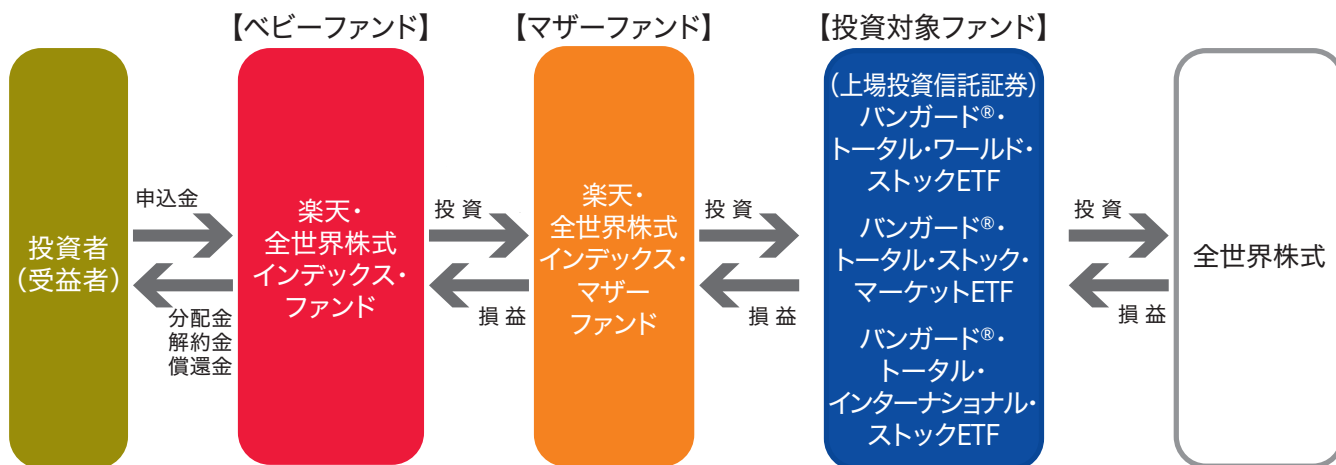 【ベビーファンド】
【マザーファンド】
【投資対象ファンド】
投資者
(受益者)
申込金
分配金
解約金
償還金
楽天・
全世界株式
インデックス・
ファンド
投資
損益
楽天・
全世界株式
インデックス・
マザー
ファンド
投資
損益
(上場投資信託証券)
バンガード®・
トータル・ワールド・
ストックETF
バンガード®・
トータル・ストック・
マーケットETF
バンガード®・
トータル・
インターナショナル・
ストックETF
投資
損益
全世界株式